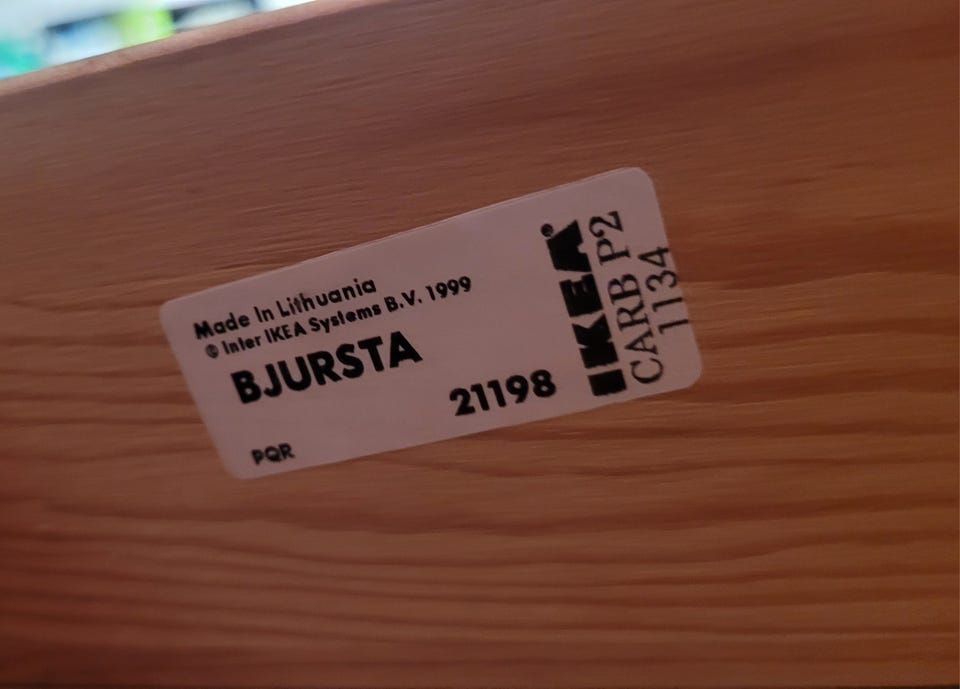 Made In Lithuania
© Inter IKEA Systems B.V. 1999
BJURSTA
21198
PQR
IKEA®
CARB P2
1134